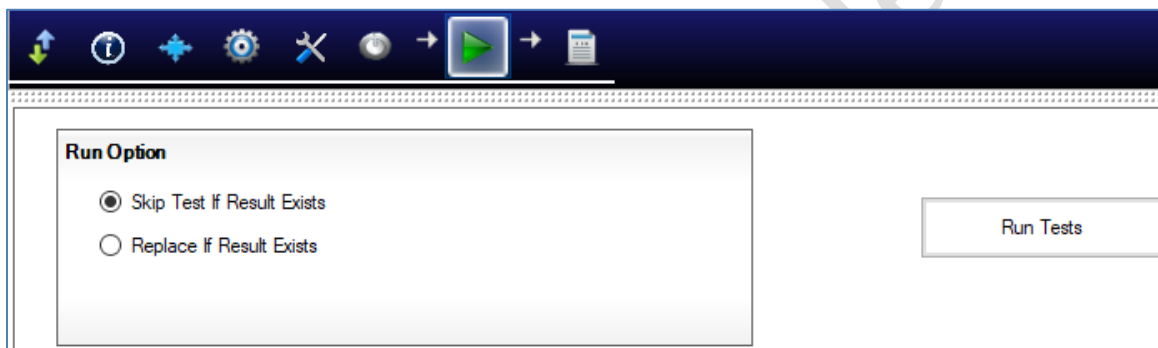 Run Option
Skip Test If Result Exists
Run Tests
Replace If Result Exists